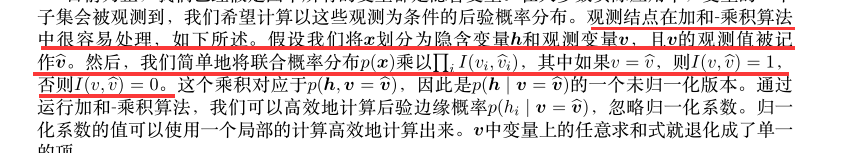 子集会被观测到，我们希望计算以这些观测为条件的后验概率分布。观测结点在加和-乘积算法
中很容易处理，如下所述。假设我们将x划分为隐含变量h和观测变量v，且v的观测值被记
作v̂。然后，我们简单地将联合概率分布p(x)乘以∏ᵢ I(vᵢ, v̂ᵢ)，其中如果v = v̂，则I(v, v̂) = 1，
否则I(v, v̂) = 0。这个乘积对应于p(h, v = v̂)，因此是p(h | v = v̂)的一个未归一化版本。通过
运行加和-乘积算法，我们可以高效地计算后验边缘概率p(hᵢ | v = v̂)，忽略归一化系数。归一
化系数的值可以使用一个局部的计算高效地计算出来。v中变量上的任意求和式就退化成了单一
的项